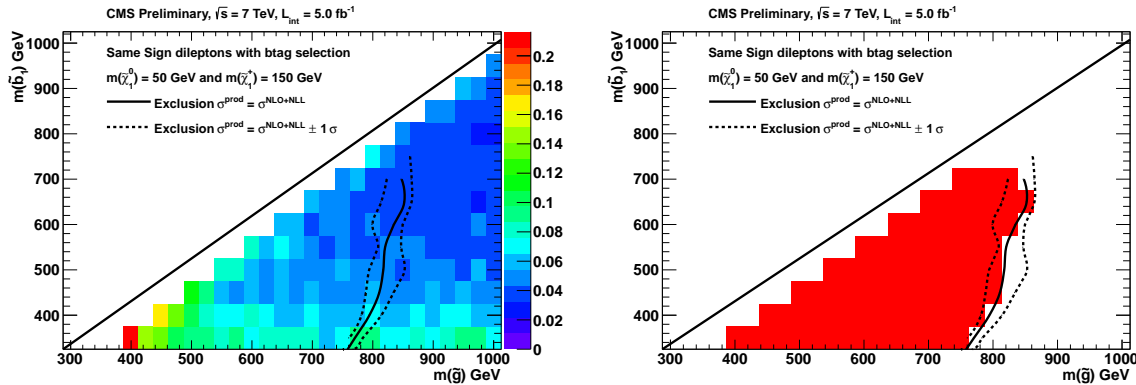 CMS Preliminary, √s = 7 TeV, L_int = 5.0 fb⁻¹
m(b̃₁) GeV
1000
900
800
700
600
500
400
Same Sign dileptons with btag selection
m(χ̃₁⁰) = 50 GeV and m(χ̃₁⁺) = 150 GeV
Exclusion σ^prod = σ^NLO+NLL
Exclusion σ^prod = σ^NLO+NLL ± 1 σ
0.2
0.18
0.16
0.14
0.12
0.1
0.08
0.06
0.04
0.02
0
300 400 500 600 700 800 900 1000
m(g̃) GeV
CMS Preliminary, √s = 7 TeV, L_int = 5.0 fb⁻¹
m(b̃₁) GeV
1000
900
800
700
600
500
400
Same Sign dileptons with btag selection
m(χ̃₁⁰) = 50 GeV and m(χ̃₁⁺) = 150 GeV
Exclusion σ^prod = σ^NLO+NLL
Exclusion σ^prod = σ^NLO+NLL ± 1 σ
300 400 500 600 700 800 900 1000
m(g̃) GeV